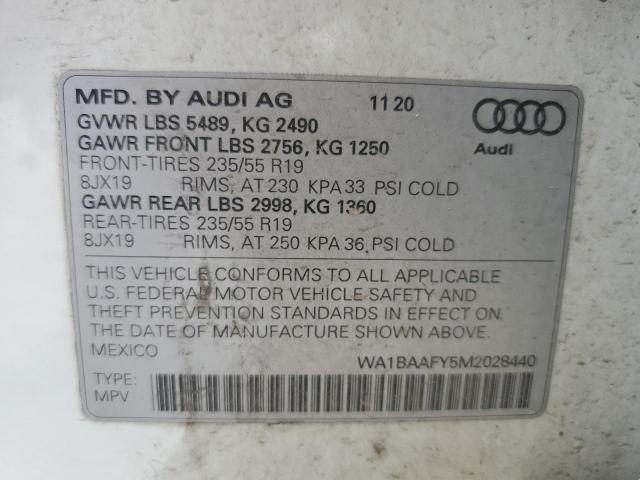 MFD. BY AUDI AG 11 20
GVWR LBS 5489, KG 2490
GAWR FRONT LBS 2756, KG 1250
Audi
FRONT-TIRES 235/55 R19
8JX19 RIMS, AT 230 KPA 33 PSI COLD
GAWR REAR LBS 2998, KG 1360
REAR-TIRES 235/55 R19
8JX19 RIMS, AT 250 KPA 36 PSI COLD
THIS VEHICLE CONFORMS TO ALL APPLICABLE
U.S. FEDERAL MOTOR VEHICLE SAFETY AND
THEFT PREVENTION STANDARDS IN EFFECT ON
THE DATE OF MANUFACTURE SHOWN ABOVE.
MEXICO
WA1BAAFY5M2028440
TYPE:
MPV